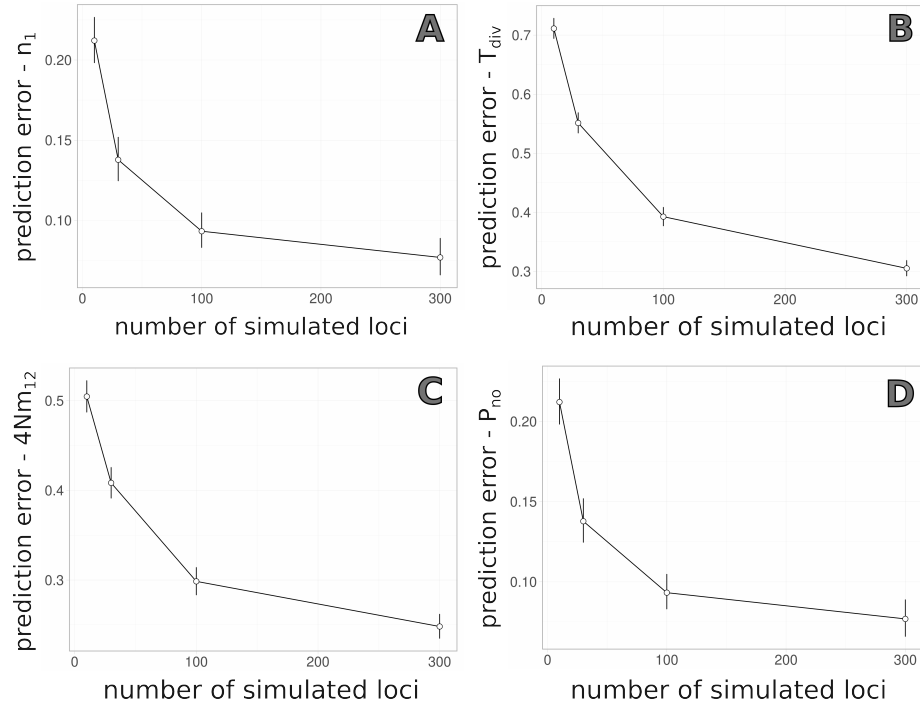 A
prediction error - n1
0.20
0.15
0.10
0
100
200
300
number of simulated loci
B
prediction error - Tdiv
0.7
0.6
0.5
0.4
0.3
0
100
200
300
number of simulated loci
C
prediction error - 4Nm12
0.5
0.4
0.3
0
100
200
300
number of simulated loci
D
prediction error - Pno
0.20
0.15
0.10
0
100
200
300
number of simulated loci